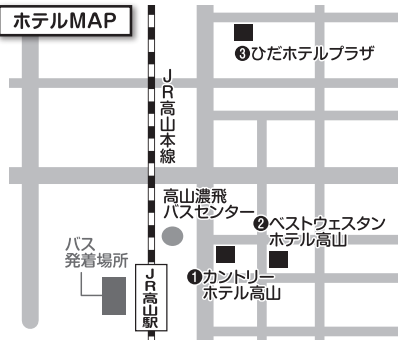 ホテルMAP
❸ひだホテルプラザ
JR高山本線
高山濃飛
バスセンター
❷ベストウェスタン
ホテル高山
バス
発着場所
❶カントリー
ホテル高山
JR高山駅